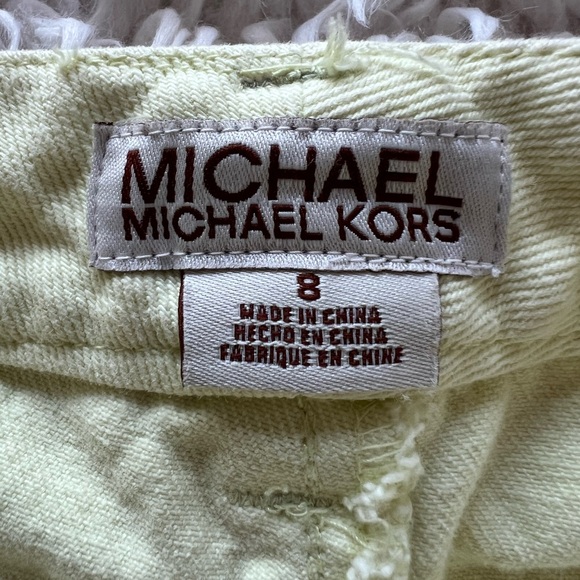 MICHAEL
MICHAEL KORS
8
MADE IN CHINA
HECHO EN CHINA
FABRIQUE EN CHINE